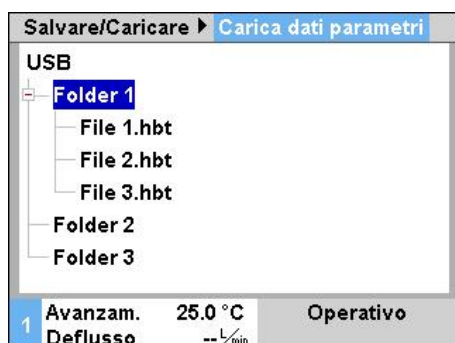 Salvare/Caricare ▶ Carica dati parametri
USB
Folder 1
File 1.hbt
File 2.hbt
File 3.hbt
Folder 2
Folder 3
1 Avanzam. 25.0 °C Operativo
Deflusso -- L/min